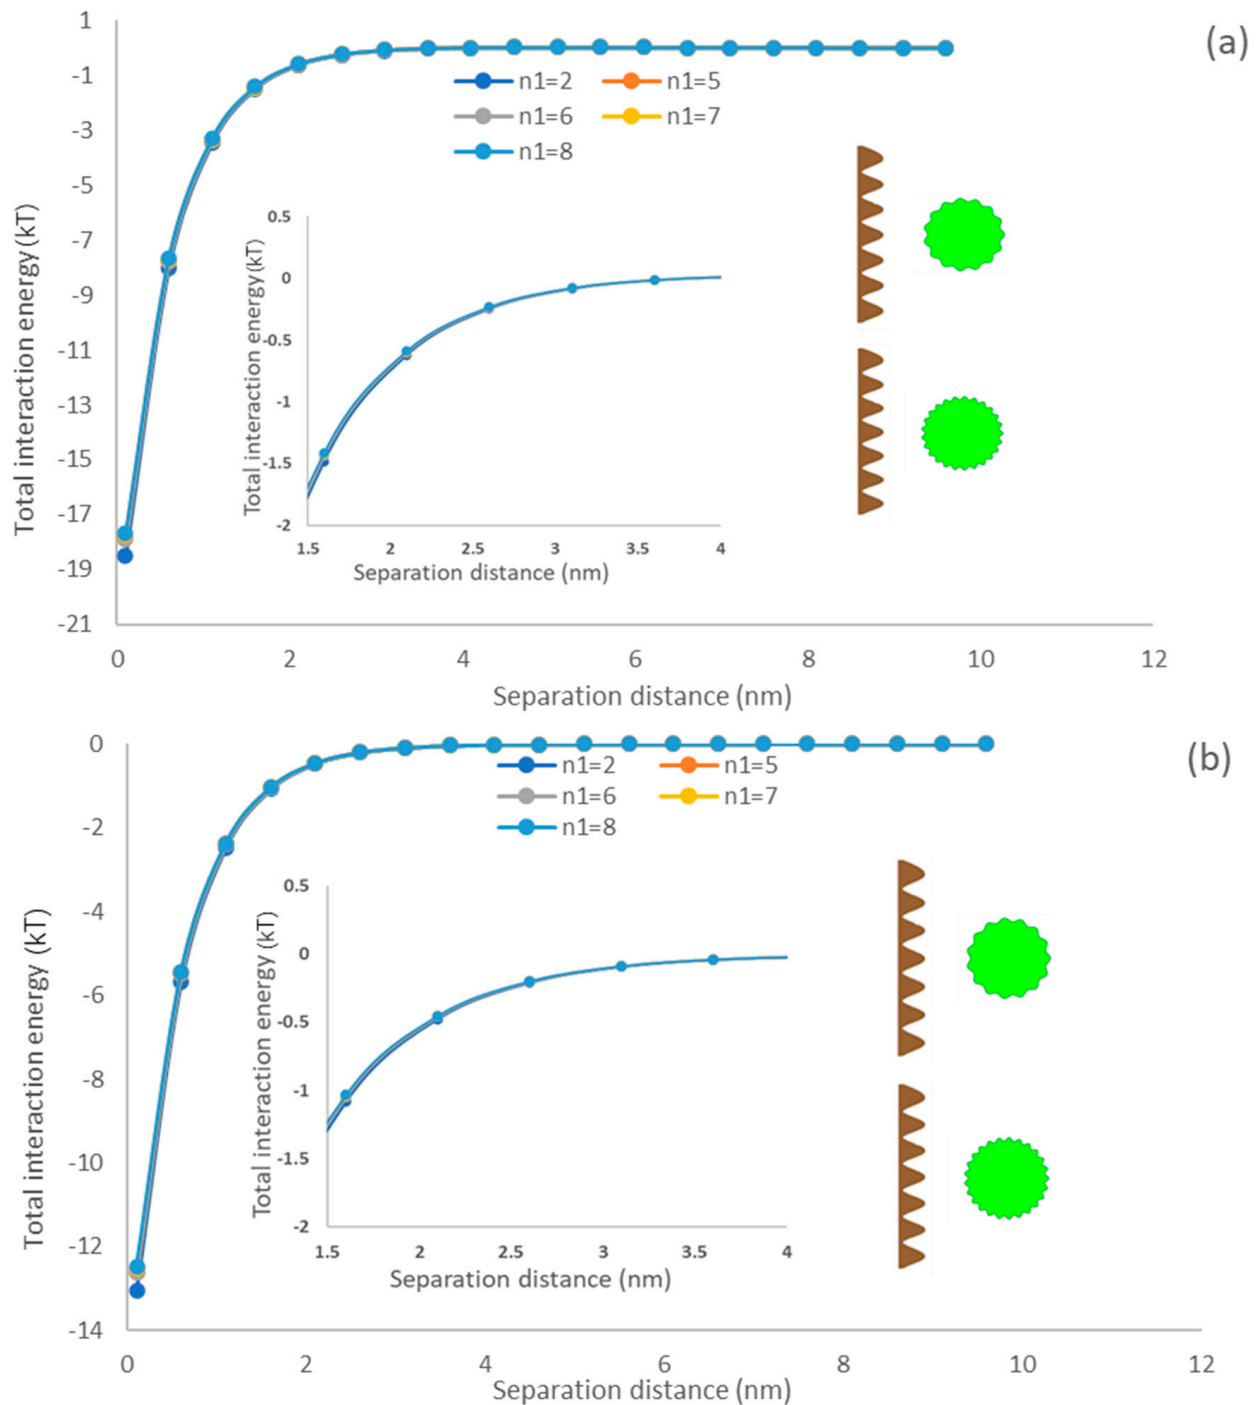 (a)
1
-1
-3
-5
-7
-9
-11
-13
-15
-17
-19
-21
Total interaction energy (kT)
n1=2 n1=5
n1=6 n1=7
n1=8
0.5
0
-0.5
-1
-1.5
-2
Total interaction energy (kT)
1.5 2 2.5 3 3.5 4
Separation distance (nm)
0 2 4 6 8 10 12
Separation distance (nm)
(b)
0
-2
-4
-6
-8
-10
-12
-14
Total interaction energy (kT)
n1=2 n1=5
n1=6 n1=7
n1=8
0.5
0
-0.5
-1
-1.5
-2
Total interaction energy (kT)
1.5 2 2.5 3 3.5 4
Separation distance (nm)
0 2 4 6 8 10 12
Separation distance (nm)